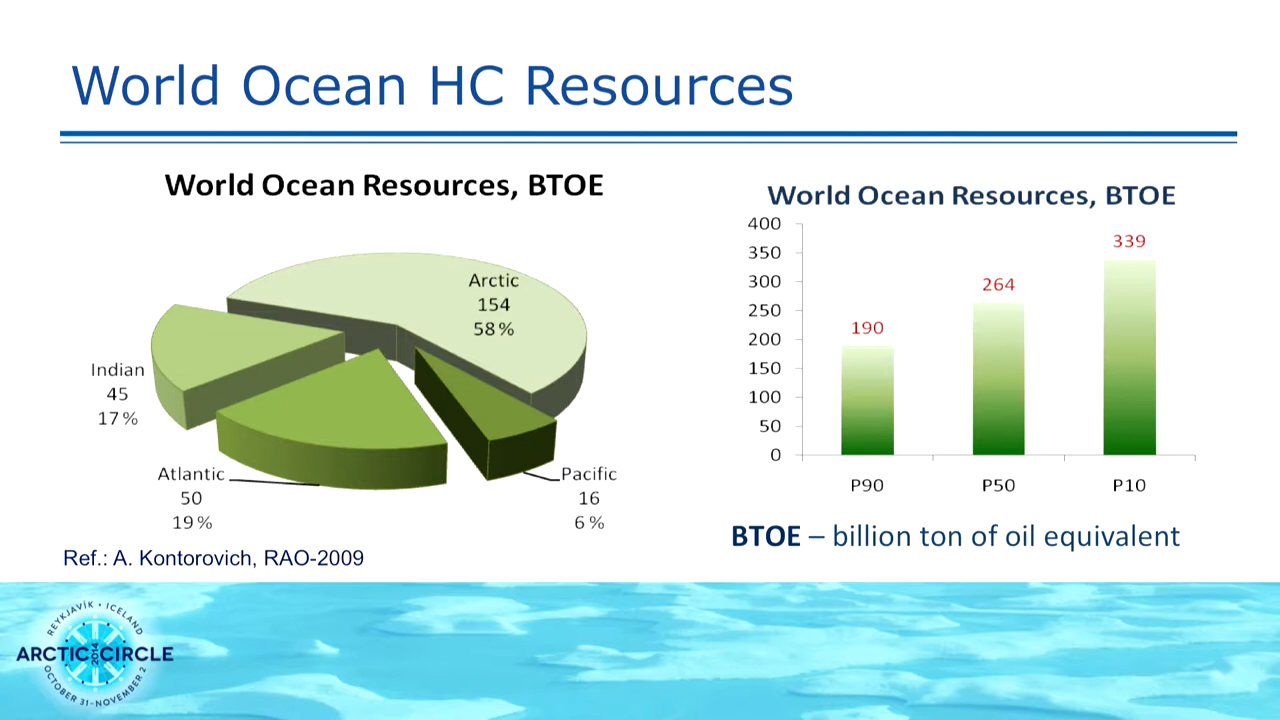 World Ocean HC Resources
World Ocean Resources, BTOE
Arctic
154
58%
Indian
45
17%
Atlantic
50
19%
Pacific
16
6%
Ref.: A. Kontorovich, RAO-2009
World Ocean Resources, BTOE
400
350
300
250
200
150
100
50
0
190
264
339
P90
P50
P10
BTOE – billion ton of oil equivalent
REYKJAVÍK • ICELAND
ARCTIC CIRCLE
2014
OCTOBER 31–NOVEMBER 2